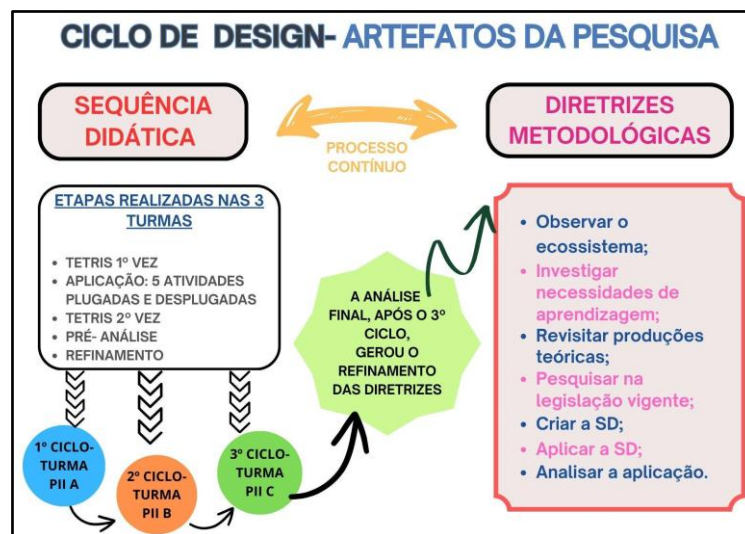 CICLO DE DESIGN- ARTEFATOS DA PESQUISA
SEQUÊNCIA
DIDÁTICA
PROCESSO
CONTÍNUO
DIRETRIZES
METODOLÓGICAS
ETAPAS REALIZADAS NAS 3
TURMAS
• TETRIS 1º VEZ
• APLICAÇÃO: 5 ATIVIDADES
PLUGADAS E DESPLUGADAS
• TETRIS 2º VEZ
• PRÉ- ANÁLISE
• REFINAMENTO
1º CICLO-
TURMA
PII A
2º CICLO-
TURMA
PII B
3º CICLO-
TURMA
PII C
A ANÁLISE
FINAL, APÓS O 3º
CICLO,
GEROU O
REFINAMENTO
DAS DIRETRIZES
• Observar o
ecossistema;
• Investigar
necessidades de
aprendizagem;
• Revisitar produções
teóricas;
• Pesquisar na
legislação vigente;
• Criar a SD;
• Aplicar a SD;
• Analisar a aplicação.